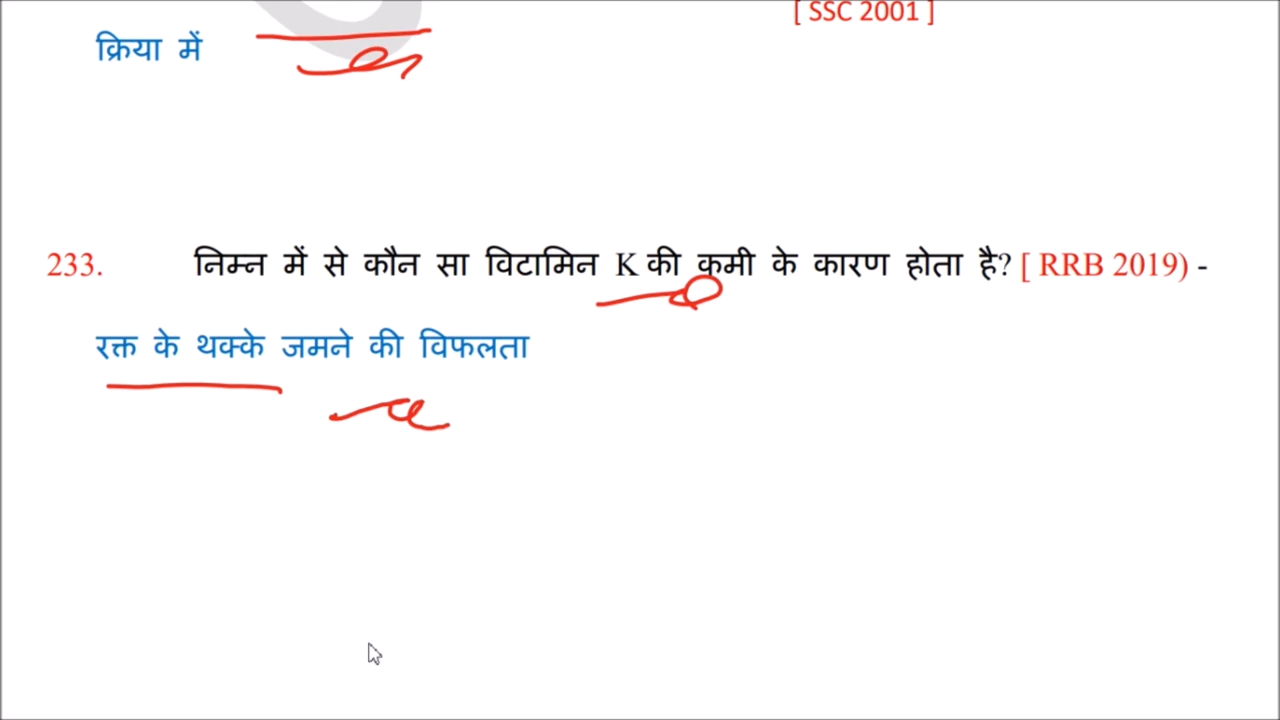 [ SSC 2001 ]
क्रिया में
233. निम्न में से कौन सा विटामिन K की कमी के कारण होता है? [ RRB 2019) -
रक्त के थक्के जमने की विफलता